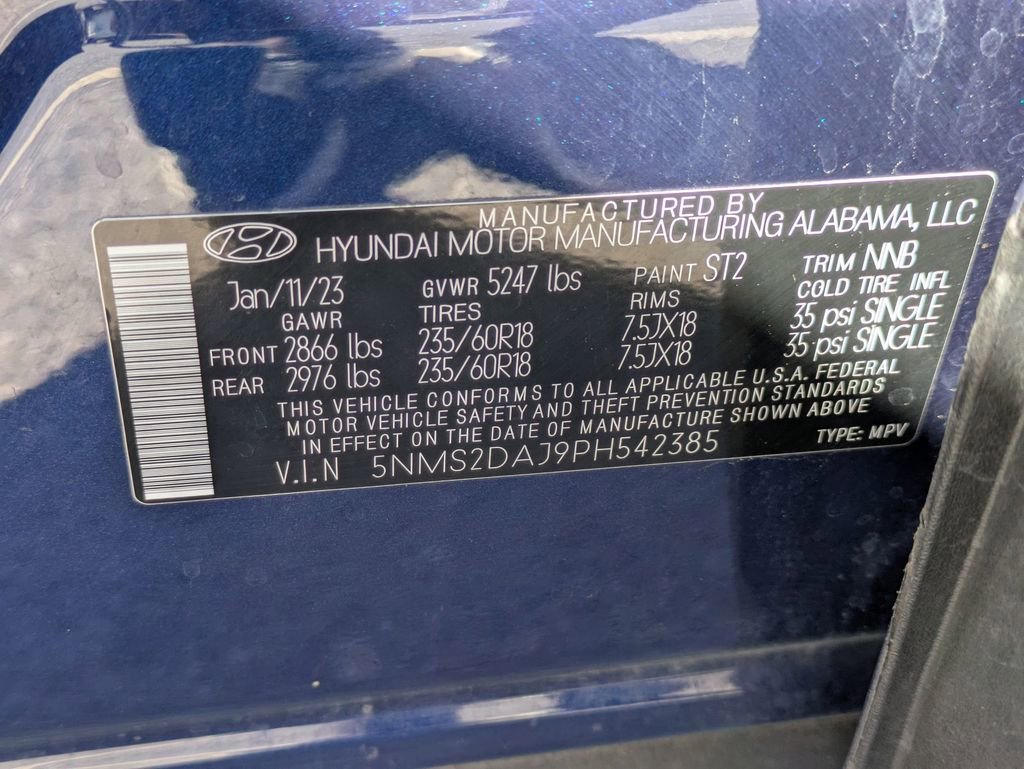 MANUFACTURED BY
HYUNDAI MOTOR MANUFACTURING ALABAMA, LLC
Jan/11/23 GVWR 5247 lbs PAINT ST2 TRIM NNB
GAWR TIRES RIMS COLD TIRE INFL
FRONT 2866 lbs 235/60R18 7.5JX18 35 psi SINGLE
REAR 2976 lbs 235/60R18 7.5JX18 35 psi SINGLE
THIS VEHICLE CONFORMS TO ALL APPLICABLE U.S.A. FEDERAL
MOTOR VEHICLE SAFETY AND THEFT PREVENTION STANDARDS
IN EFFECT ON THE DATE OF MANUFACTURE SHOWN ABOVE
V.I.N 5NMS2DAJ9PH542385 TYPE: MPV